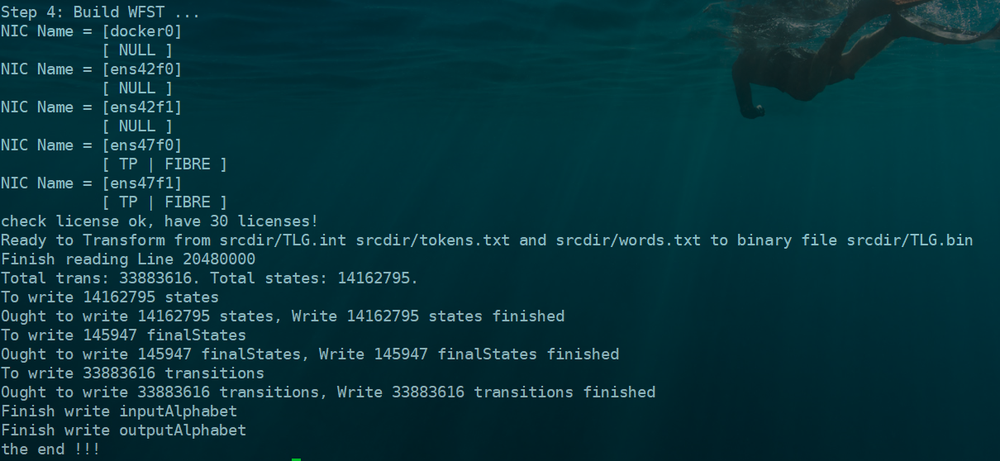 Step 4: Build WFST ...
NIC Name = [docker0]
[ NULL ]
NIC Name = [ens42f0]
[ NULL ]
NIC Name = [ens42f1]
[ NULL ]
NIC Name = [ens47f0]
[ TP | FIBRE ]
NIC Name = [ens47f1]
[ TP | FIBRE ]
check license ok, have 30 licenses!
Ready to Transform from srcdir/TLG.int srcdir/tokens.txt and srcdir/words.txt to binary file srcdir/TLG.bin
Finish reading Line 20480000
Total trans: 33883616. Total states: 14162795.
To write 14162795 states
Ought to write 14162795 states, Write 14162795 states finished
To write 145947 finalStates
Ought to write 145947 finalStates, Write 145947 finalStates finished
To write 33883616 transitions
Ought to write 33883616 transitions, Write 33883616 transitions finished
Finish write inputAlphabet
Finish write outputAlphabet
the end !!!